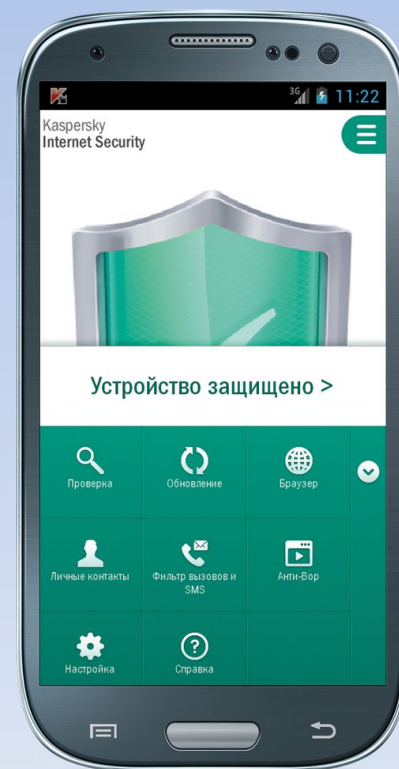 3G 11:22
Kaspersky
Internet Security
Устройство защищено >
Проверка
Обновление
Браузер
Личные контакты
Фильтр вызовов и
SMS
Анти-Вор
Настройка
Справка